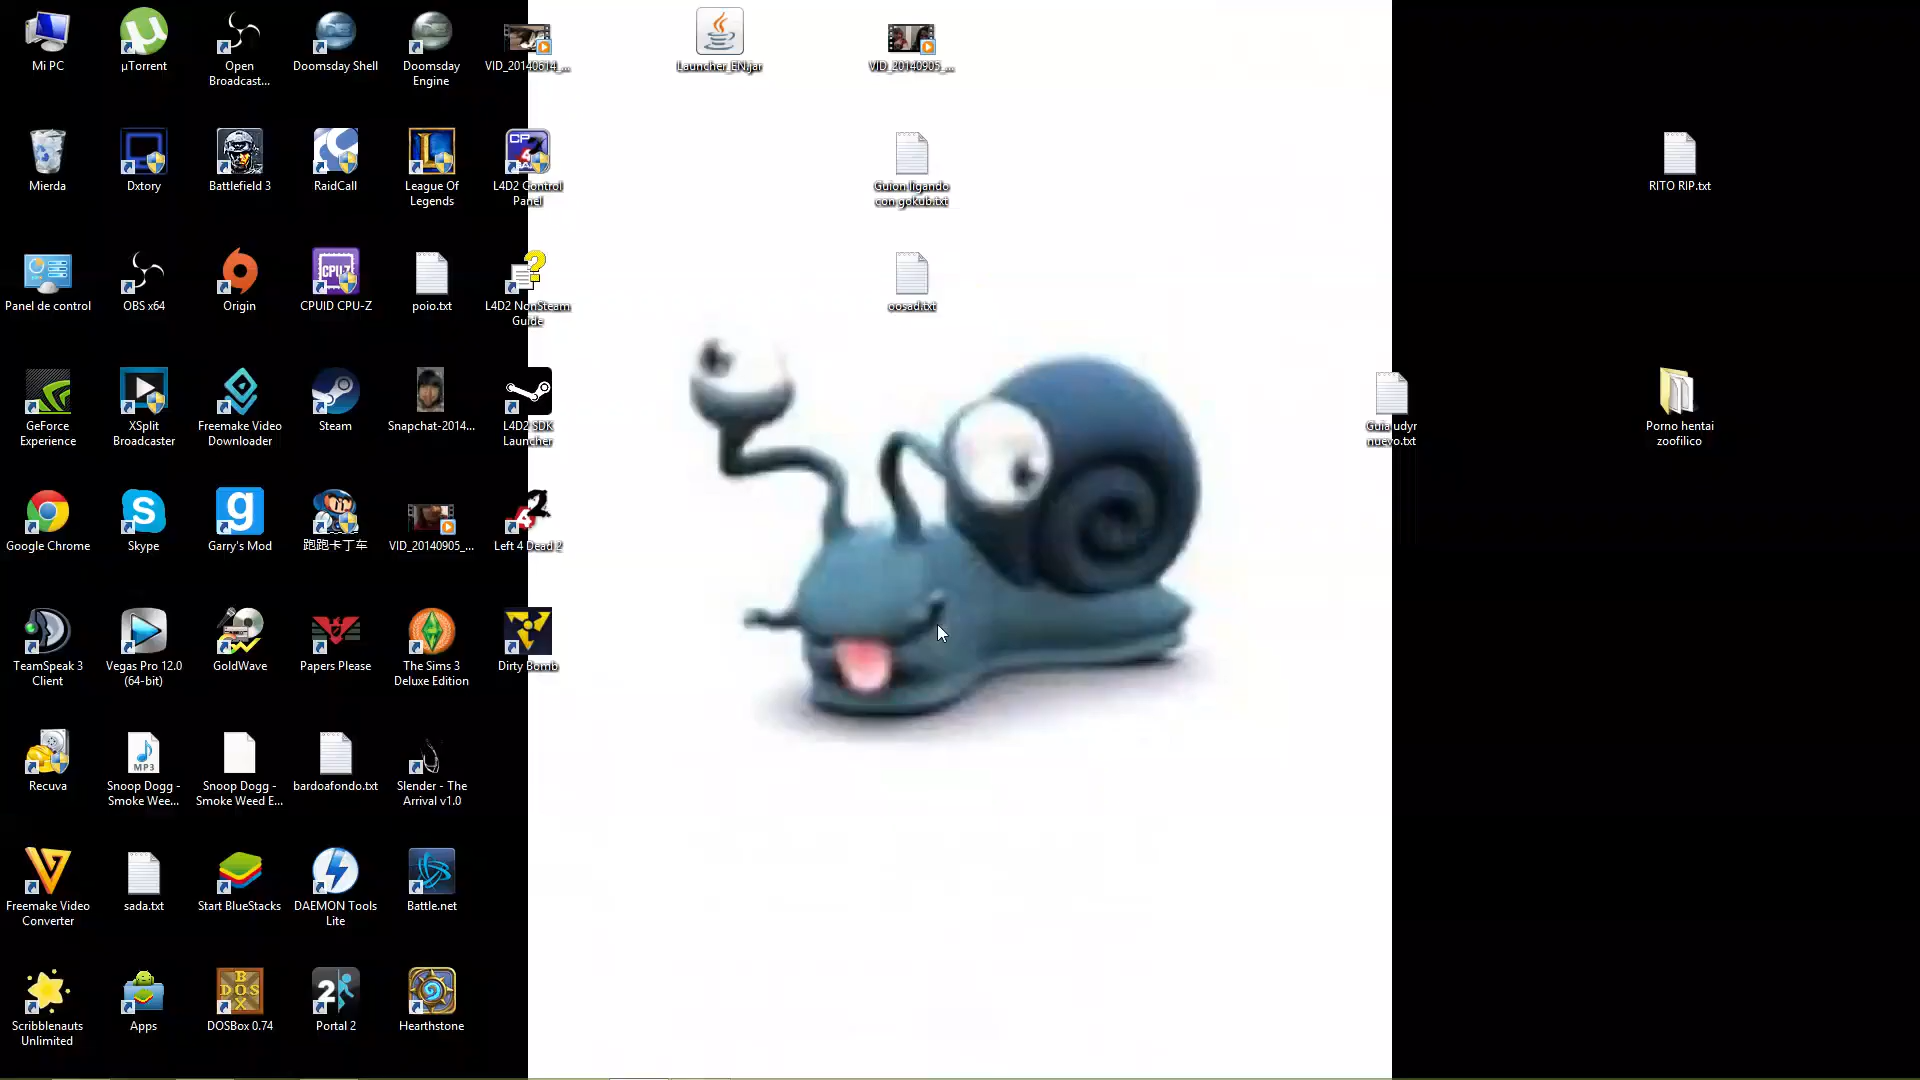 Mi PC
µTorrent
Open
Broadcast...
Doomsday Shell
Doomsday
Engine
VID_20140614_...
Launcher_EN.jar
VID_20140905_...
Mierda
Dxtory
Battlefield 3
RaidCall
League Of
Legends
CP
L4D2 Control
Panel
Guion ligando
con gokub.txt
RITO RIP.txt
Panel de control
OBS x64
Origin
CPU-Z
CPUID CPU-Z
poio.txt
L4D2 NonSteam
Guide
oosad.txt
GeForce
Experience
XSplit
Broadcaster
Freemake Video
Downloader
Steam
Snapchat-2014...
L4D2 SDK
Launcher
Guia udyr
nuevo.txt
Porno hentai
zoofilico
Google Chrome
Skype
g
Garry's Mod
跑跑卡丁车
VID_20140905_...
Left 4 Dead 2
TeamSpeak 3
Client
Vegas Pro 12.0
(64-bit)
GoldWave
Papers Please
The Sims 3
Deluxe Edition
Dirty Bomb
Recuva
MP3
Snoop Dogg -
Smoke Wee...
Snoop Dogg -
Smoke Weed E...
bardoafondo.txt
Slender - The
Arrival v1.0
Freemake Video
Converter
sada.txt
Start BlueStacks
DAEMON Tools
Lite
Battle.net
Scribblenauts
Unlimited
Apps
DOS
BOX
DOSBox 0.74
2
Portal 2
Hearthstone